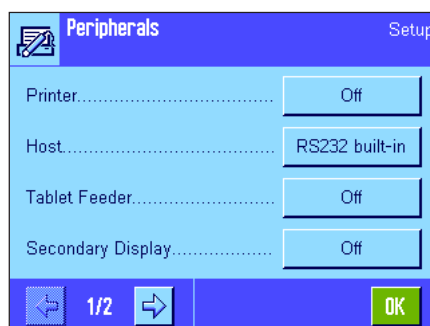 Peripherals Setup
Printer................................... Off
Host...................................... RS232 built-in
Tablet Feeder......................... Off
Secondary Display.................. Off
1/2 OK